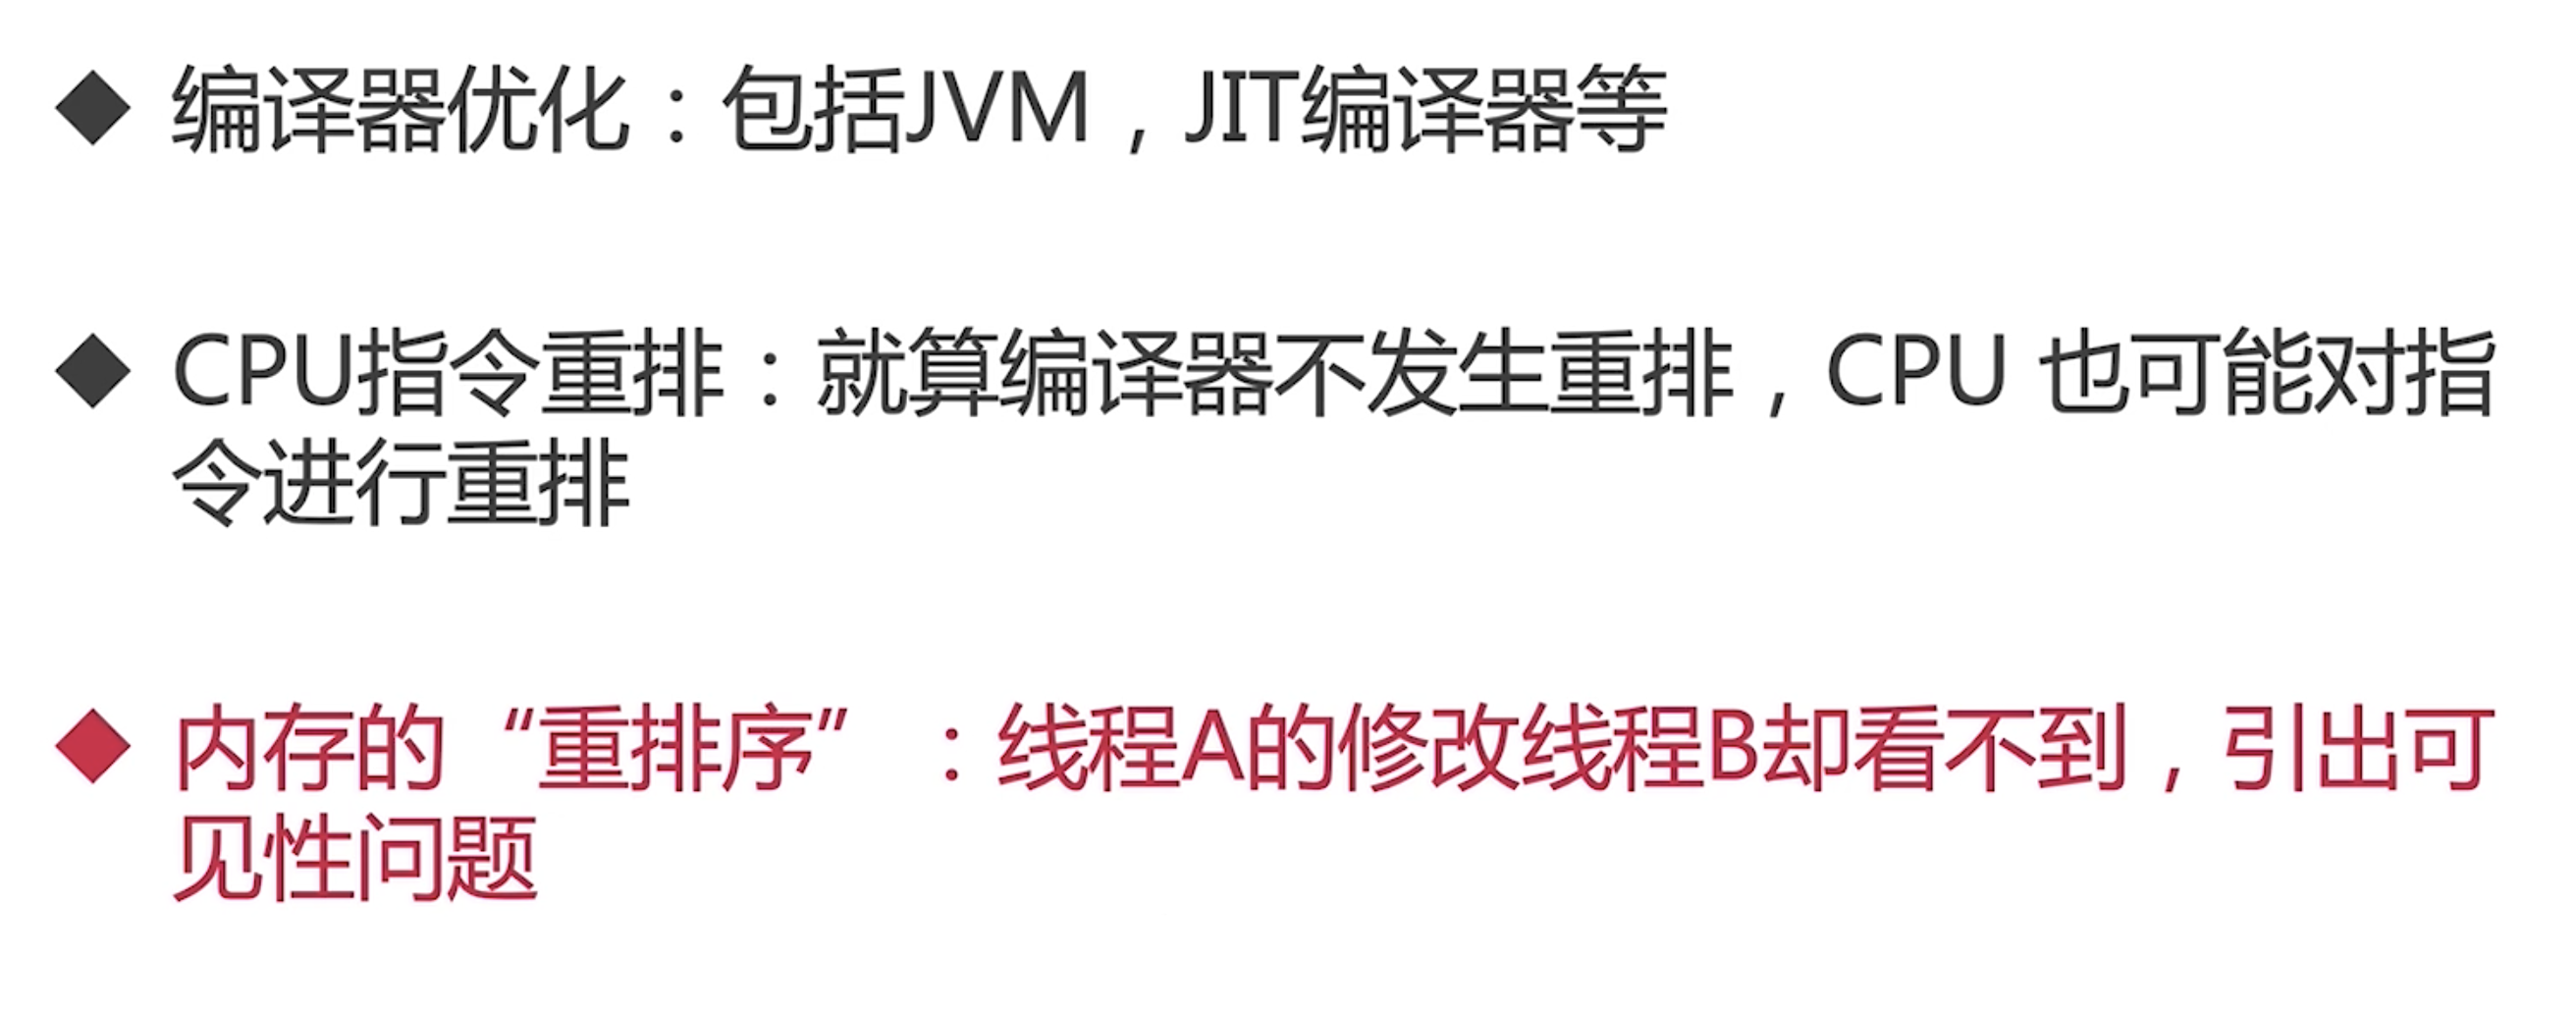 ◆ 编译器优化：包括JVM，JIT编译器等
◆ CPU指令重排：就算编译器不发生重排，CPU 也可能对指
令进行重排
◆ 内存的“重排序”：线程A的修改线程B却看不到，引出可
见性问题